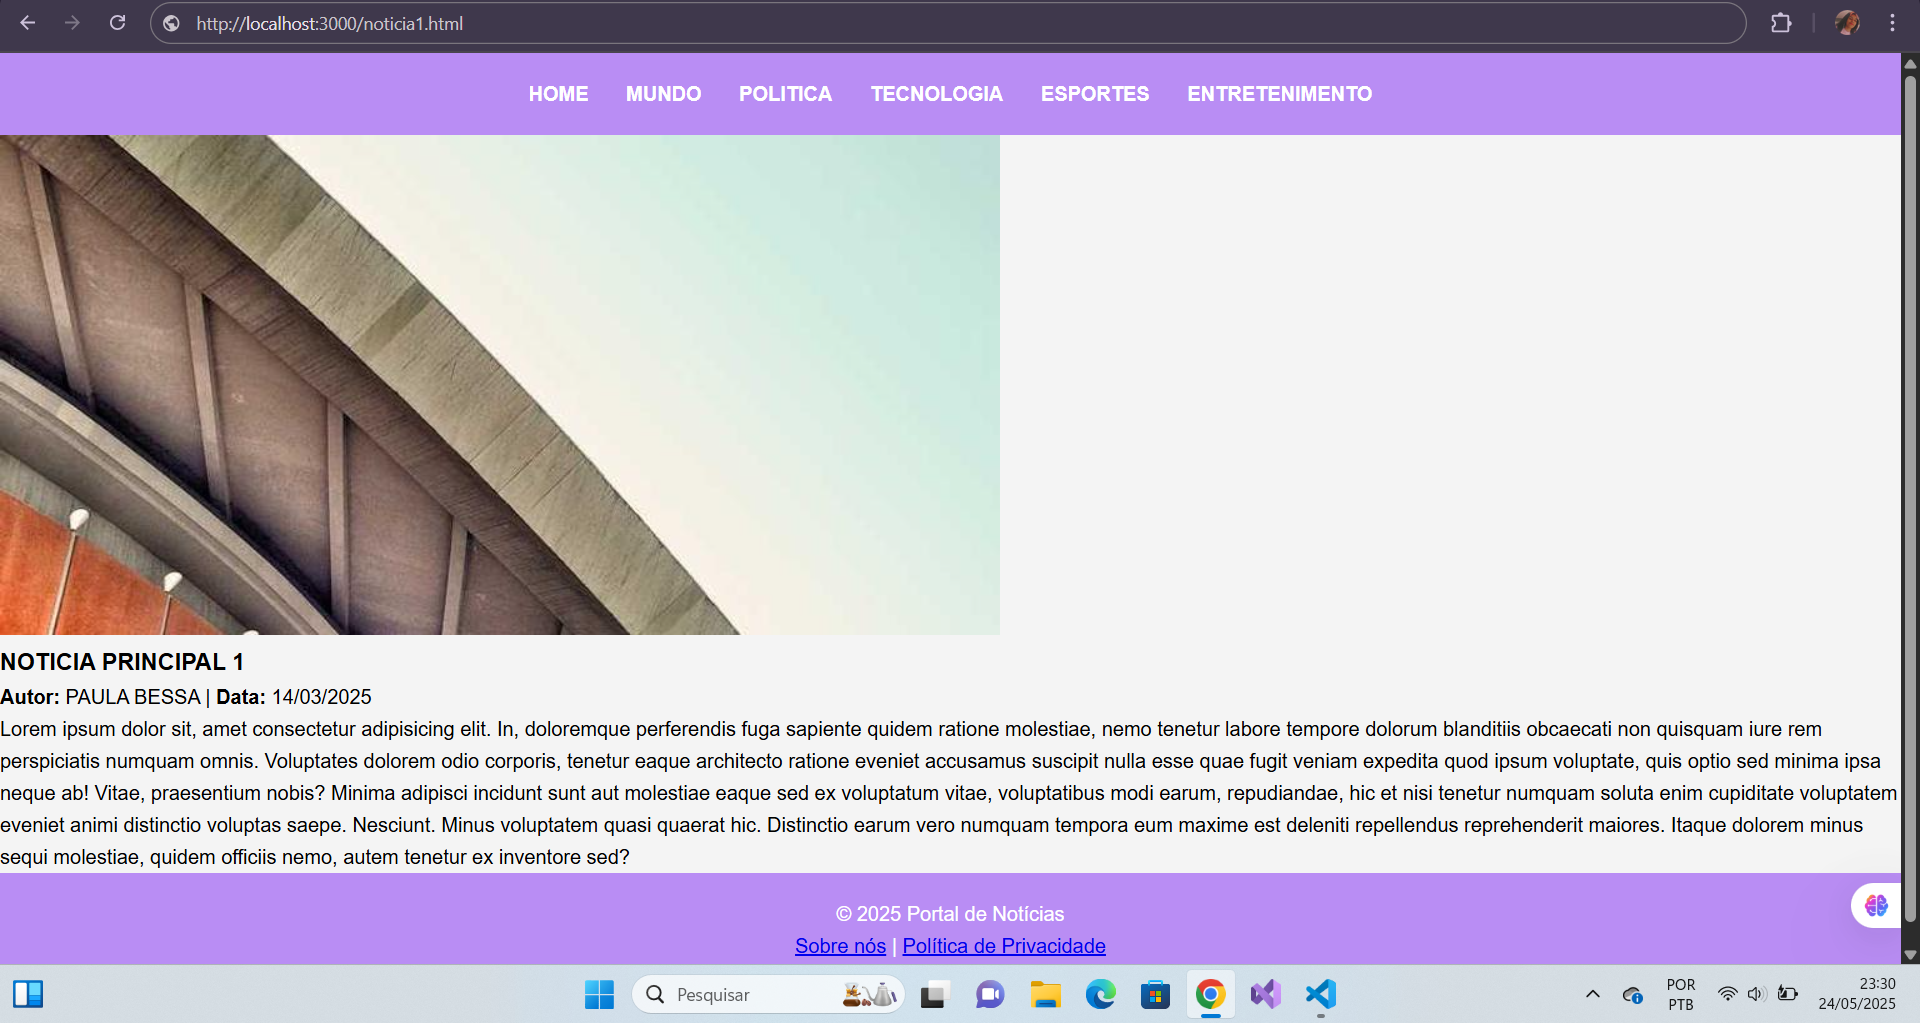 http://localhost:3000/noticia1.html
HOME MUNDO POLITICA TECNOLOGIA ESPORTES ENTRETENIMENTO
NOTICIA PRINCIPAL 1
Autor: PAULA BESSA | Data: 14/03/2025
Lorem ipsum dolor sit, amet consectetur adipisicing elit. In, doloremque perferendis fuga sapiente quidem ratione molestiae, nemo tenetur labore tempore dolorum blanditiis obcaecati non quisquam iure rem
perspiciatis numquam omnis. Voluptates dolorem odio corporis, tenetur eaque architecto ratione eveniet accusamus suscipit nulla esse quae fugit veniam expedita quod ipsum voluptate, quis optio sed minima ipsa
neque ab! Vitae, praesentium nobis? Minima adipisci incidunt sunt aut molestiae eaque sed ex voluptatum vitae, voluptatibus modi earum, repudiandae, hic et nisi tenetur numquam soluta enim cupiditate voluptatem
eveniet animi distinctio voluptas saepe. Nesciunt. Minus voluptatem quasi quaerat hic. Distinctio earum vero numquam tempora eum maxime est deleniti repellendus reprehenderit maiores. Itaque dolorem minus
sequi molestiae, quidem officiis nemo, autem tenetur ex inventore sed?
© 2025 Portal de Notícias
Sobre nós | Política de Privacidade
Pesquisar
POR
PTB
23:30
24/05/2025